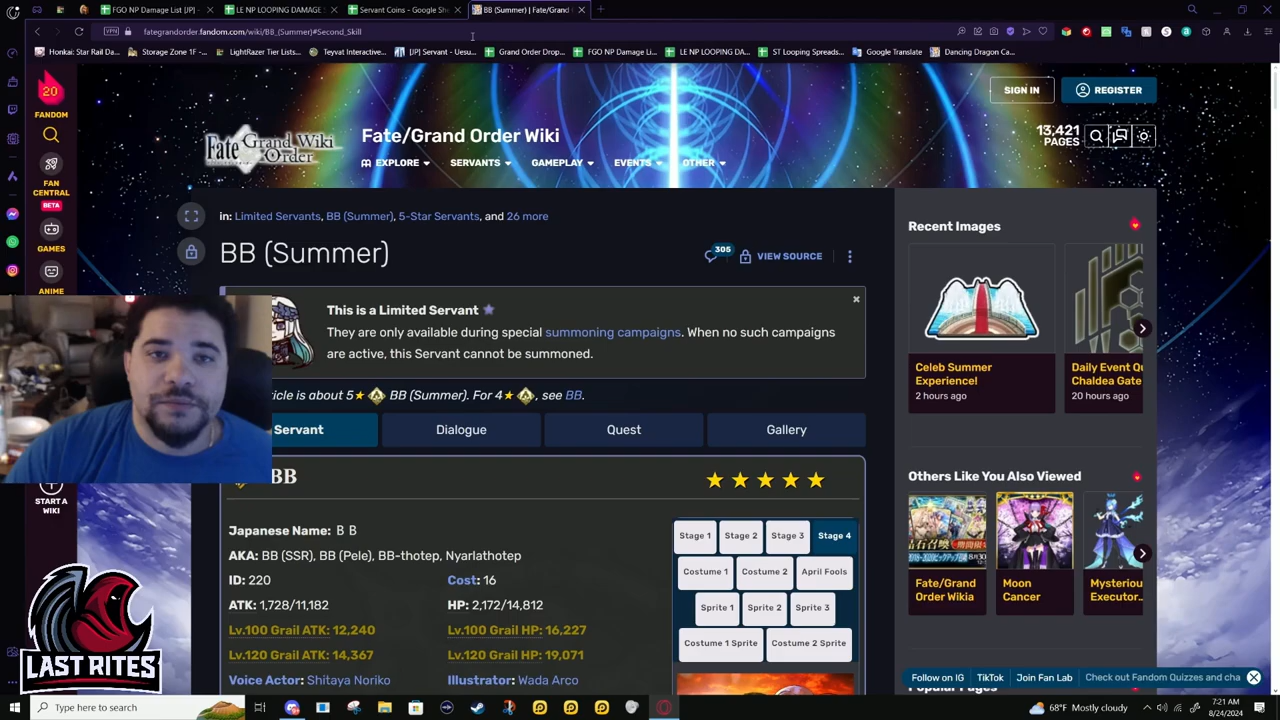 FGO NP Damage List [JP] -
LE NP LOOPING DAMAGE
Servant Coins - Google She
BB (Summer) | Fate/Grand
VPN
fategrandorder.fandom.com/wiki/BB_(Summer)#Second_Skill
Honkai: Star Rail Da...
Storage Zone 1F -...
LightRazer Tier Lists...
Teyvat Interactive...
[JP] Servant - Uesu...
Grand Order Drop...
FGO NP Damage Li...
LE NP LOOPING DA...
ST Looping Spreads...
Google Translate
Dancing Dragon Ca...
20
FANDOM
FAN
CENTRAL
BETA
GAMES
ANIME
START A
WIKI
Fate Grand Order Wiki
Fate/Grand Order Wiki
EXPLORE
SERVANTS
GAMEPLAY
EVENTS
OTHER
SIGN IN
REGISTER
13,421
PAGES
in: Limited Servants, BB (Summer), 5-Star Servants, and 26 more
BB (Summer)
305
VIEW SOURCE
This is a Limited Servant
They are only available during special summoning campaigns. When no such campaigns
are active, this Servant cannot be summoned.
icle is about 5★ BB (Summer). For 4★, see BB.
Servant
Dialogue
Quest
Gallery
BB
Japanese Name: B B
AKA: BB (SSR), BB (Pele), BB-thotep, Nyarlathotep
ID: 220
Cost: 16
ATK: 1,728/11,182
HP: 2,172/14,812
Lv.100 Grail ATK: 12,240
Lv.100 Grail HP: 16,227
Lv.120 Grail ATK: 14,367
Lv.120 Grail HP: 19,071
Voice Actor: Shitaya Noriko
Illustrator: Wada Arco
Stage 1
Stage 2
Stage 3
Stage 4
Costume 1
Costume 2
April Fools
Sprite 1
Sprite 2
Sprite 3
Costume 1 Sprite
Costume 2 Sprite
Recent Images
Celeb Summer
Experience!
2 hours ago
Daily Event Qu
Chaldea Gate
20 hours ago
Others Like You Also Viewed
Fate/Grand
Order Wikia
Moon
Cancer
Mysteriou
Executor...
Popular Pages
Follow on IG
TikTok
Join Fan Lab
Check out Fandom Quizzes and cha
LAST RITES
Type here to search
68°F Mostly cloudy
7:21 AM
8/24/2024